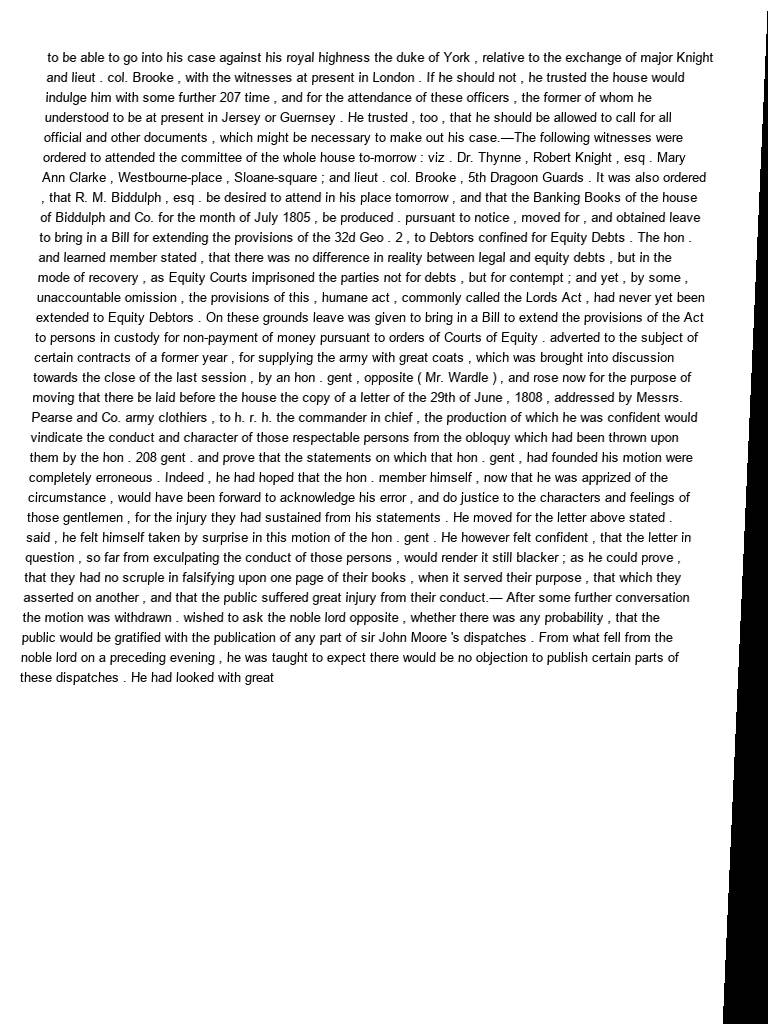 to be able to go into his case against his royal highness the duke of York , relative to the exchange of major Knight
and lieut . col. Brooke , with the witnesses at present in London . If he should not , he trusted the house would
indulge him with some further 207 time , and for the attendance of these officers , the former of whom he
understood to be at present in Jersey or Guernsey . He trusted , too , that he should be allowed to call for all
official and other documents , which might be necessary to make out his case.—The following witnesses were
ordered to attended the committee of the whole house to-morrow : viz . Dr. Thynne , Robert Knight , esq . Mary
Ann Clarke , Westbourne-place , Sloane-square ; and lieut . col. Brooke , 5th Dragoon Guards . It was also ordered
, that R. M. Biddulph , esq . be desired to attend in his place tomorrow , and that the Banking Books of the house
of Biddulph and Co. for the month of July 1805 , be produced . pursuant to notice , moved for , and obtained leave
to bring in a Bill for extending the provisions of the 32d Geo . 2 , to Debtors confined for Equity Debts . The hon .
and learned member stated , that there was no difference in reality between legal and equity debts , but in the
mode of recovery , as Equity Courts imprisoned the parties not for debts , but for contempt ; and yet , by some ,
unaccountable omission , the provisions of this , humane act , commonly called the Lords Act , had never yet been
extended to Equity Debtors . On these grounds leave was given to bring in a Bill to extend the provisions of the Act
to persons in custody for non-payment of money pursuant to orders of Courts of Equity . adverted to the subject of
certain contracts of a former year , for supplying the army with great coats , which was brought into discussion
towards the close of the last session , by an hon . gent , opposite ( Mr. Wardle ) , and rose now for the purpose of
moving that there be laid before the house the copy of a letter of the 29th of June , 1808 , addressed by Messrs.
Pearse and Co. army clothiers , to h. r. h. the commander in chief , the production of which he was confident would
vindicate the conduct and character of those respectable persons from the obloquy which had been thrown upon
them by the hon . 208 gent . and prove that the statements on which that hon . gent , had founded his motion were
completely erroneous . Indeed , he had hoped that the hon . member himself , now that he was apprized of the
circumstance , would have been forward to acknowledge his error , and do justice to the characters and feelings of
those gentlemen , for the injury they had sustained from his statements . He moved for the letter above stated .
said , he felt himself taken by surprise in this motion of the hon . gent . He however felt confident , that the letter in
question , so far from exculpating the conduct of those persons , would render it still blacker ; as he could prove ,
that they had no scruple in falsifying upon one page of their books , when it served their purpose , that which they
asserted on another , and that the public suffered great injury from their conduct.— After some further conversation
the motion was withdrawn . wished to ask the noble lord opposite , whether there was any probability , that the
public would be gratified with the publication of any part of sir John Moore 's dispatches . From what fell from the
noble lord on a preceding evening , he was taught to expect there would be no objection to publish certain parts of
these dispatches . He had looked with great